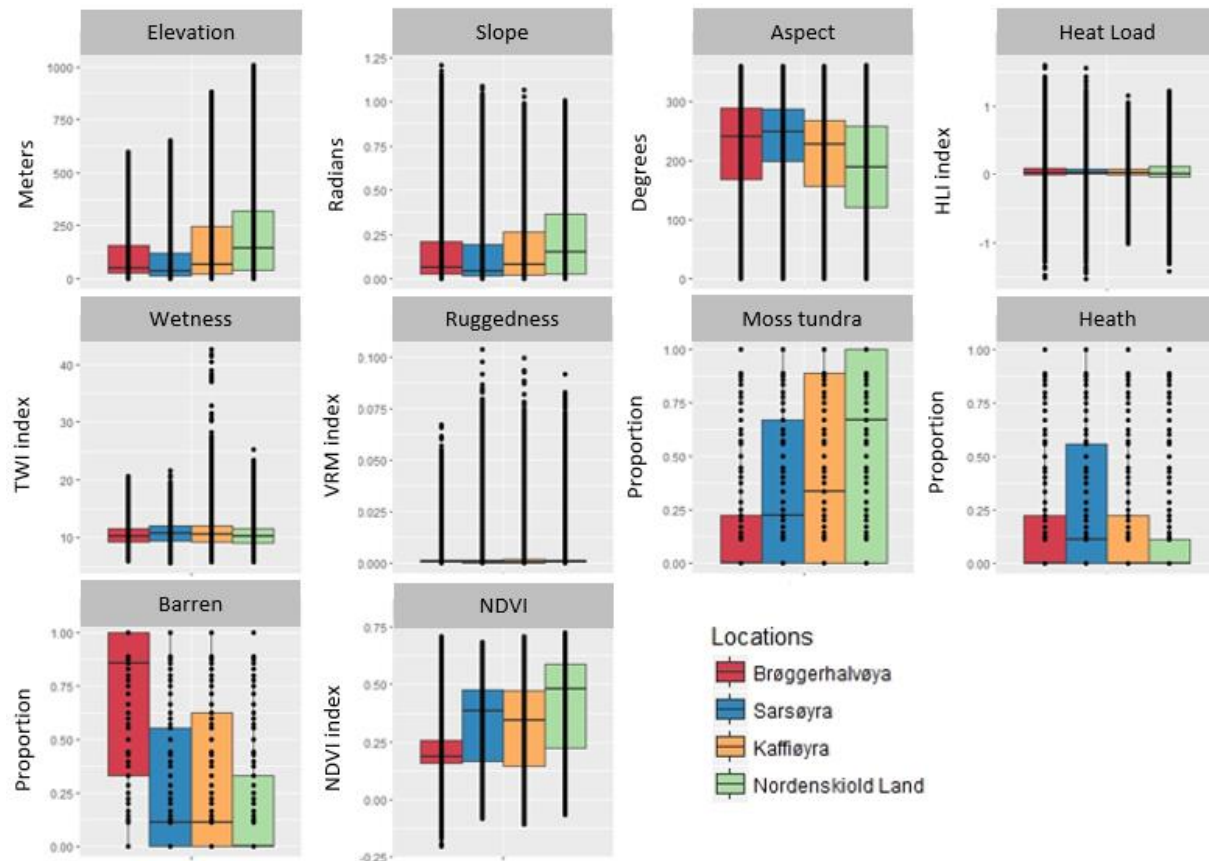 Elevation
Slope
Aspect
Heat Load
Meters
1000
750
500
250
0
Radians
1.25
1.00
0.75
0.50
0.25
0.00
Degrees
300
200
100
0
HLI index
1
0
-1
Wetness
Ruggedness
Moss tundra
Heath
TWI index
40
30
20
10
VRM index
0.100
0.075
0.050
0.025
0.000
Proportion
1.00
0.75
0.50
0.25
0.00
Proportion
1.00
0.75
0.50
0.25
0.00
Barren
NDVI
Proportion
1.00
0.75
0.50
0.25
0.00
NDVI index
0.75
0.50
0.25
0.00
-0.25
Locations
Brøggerhalvøya
Sarsøyra
Kaffiøyra
Nordenskiold Land